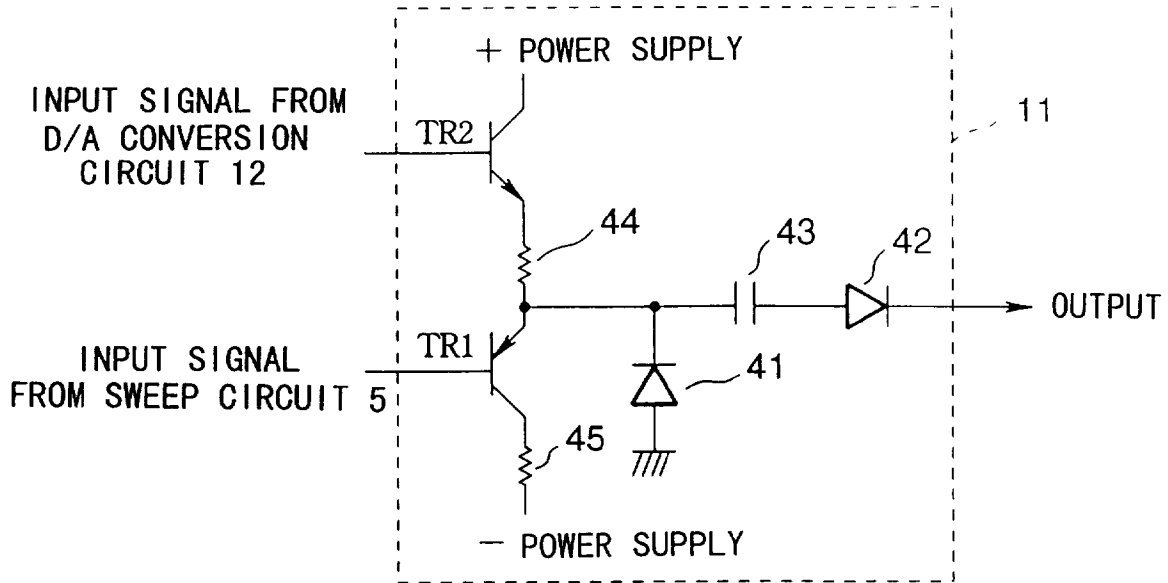 + POWER SUPPLY
INPUT SIGNAL FROM
D/A CONVERSION
CIRCUIT 12
TR2
11
44
43
42
OUTPUT
INPUT SIGNAL
FROM SWEEP CIRCUIT 5
TR1
41
45
− POWER SUPPLY